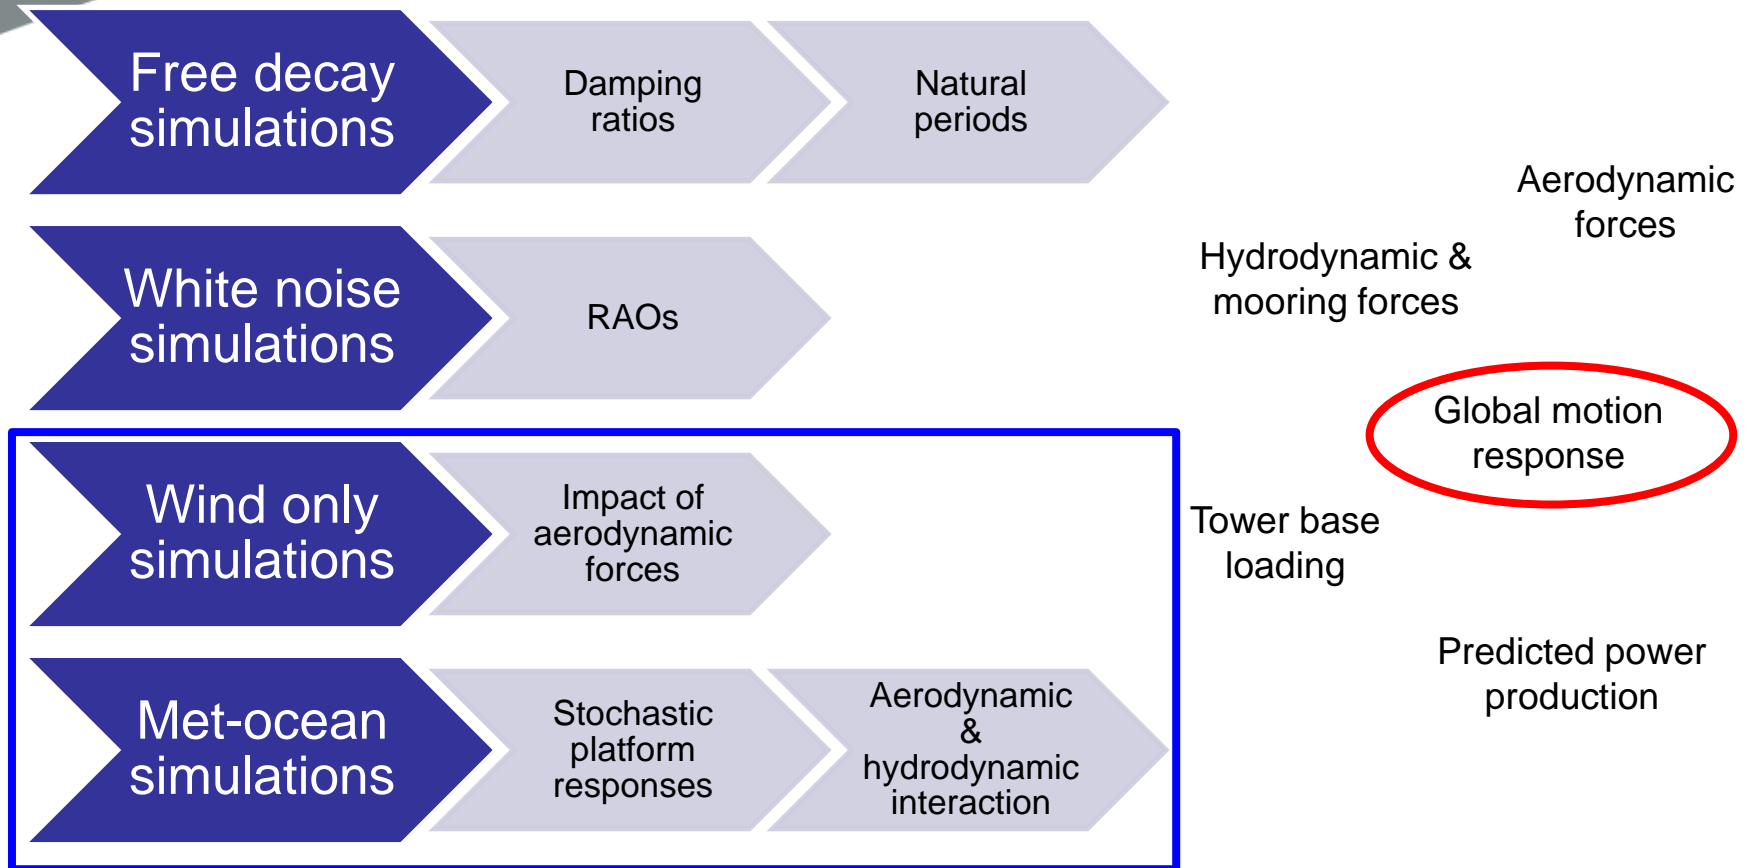 Free decay
simulations
Damping
ratios
Natural
periods
White noise
simulations
RAOs
Wind only
simulations
Impact of
aerodynamic
forces
Met-ocean
simulations
Stochastic
platform
responses
Aerodynamic
&
hydrodynamic
interaction
Aerodynamic
forces
Hydrodynamic &
mooring forces
Global motion
response
Tower base
loading
Predicted power
production